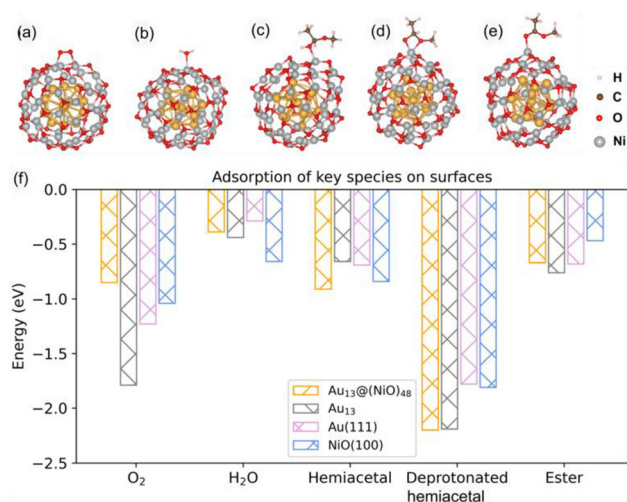 (a)
(b)
(c)
(d)
(e)
H
C
O
Ni
(f)
Adsorption of key species on surfaces
Energy (eV)
0.0
−0.5
−1.0
−1.5
−2.0
−2.5
Au₁₃@(NiO)₄₈
Au₁₃
Au(111)
NiO(100)
O₂
H₂O
Hemiacetal
Deprotonated
hemiacetal
Ester